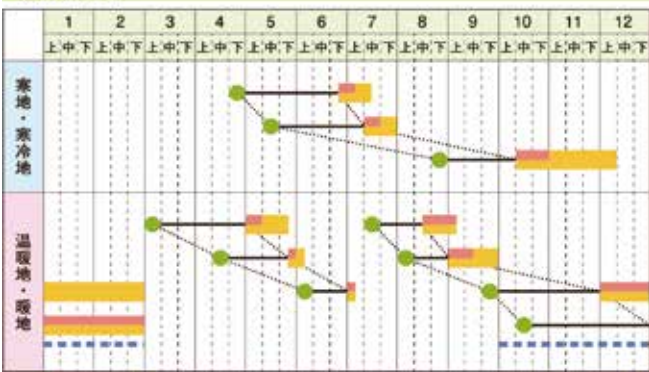 1 2 3 4 5 6 7 8 9 10 11 12
上 中 下 上 中 下 上 中 下 上 中 下 上 中 下 上 中 下 上 中 下 上 中 下 上 中 下 上 中 下 上 中 下 上 中 下
寒地・寒冷地
温暖地・暖地